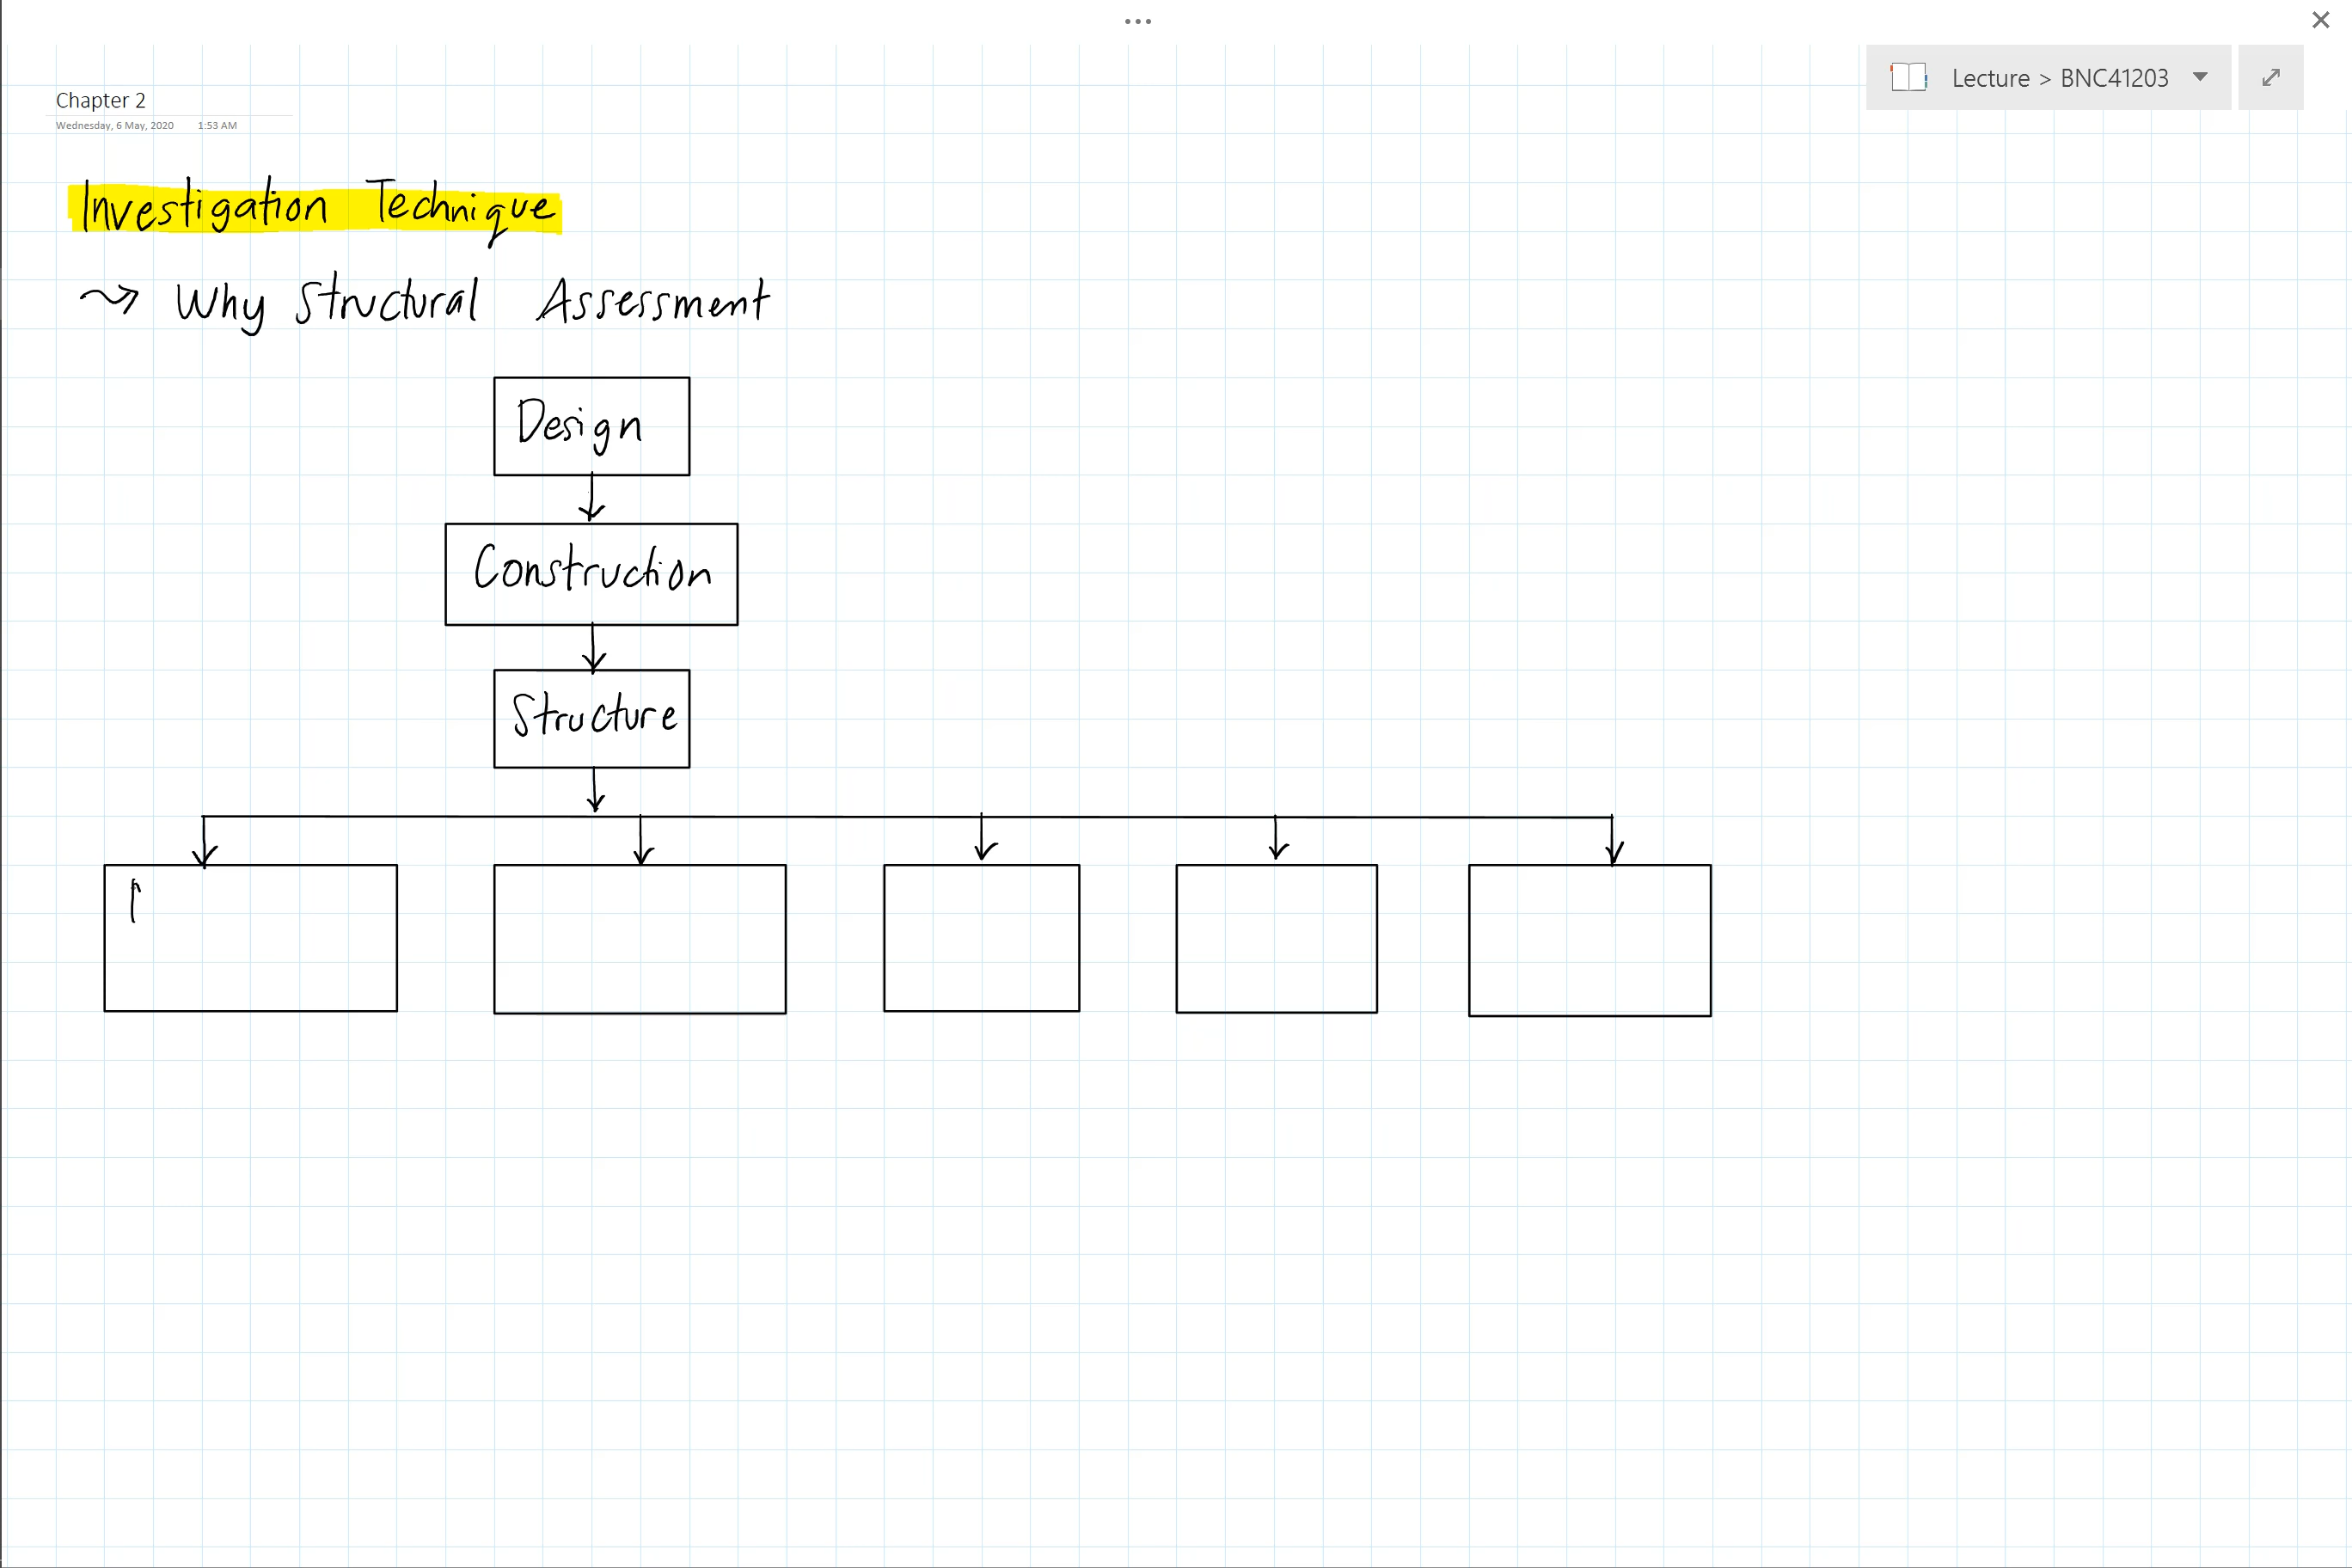 Lecture > BNC41203
Chapter 2
Wednesday, 6 May, 2020 1:53 AM
Investigation Technique
Why Structural Assessment
Design
Construction
Structure